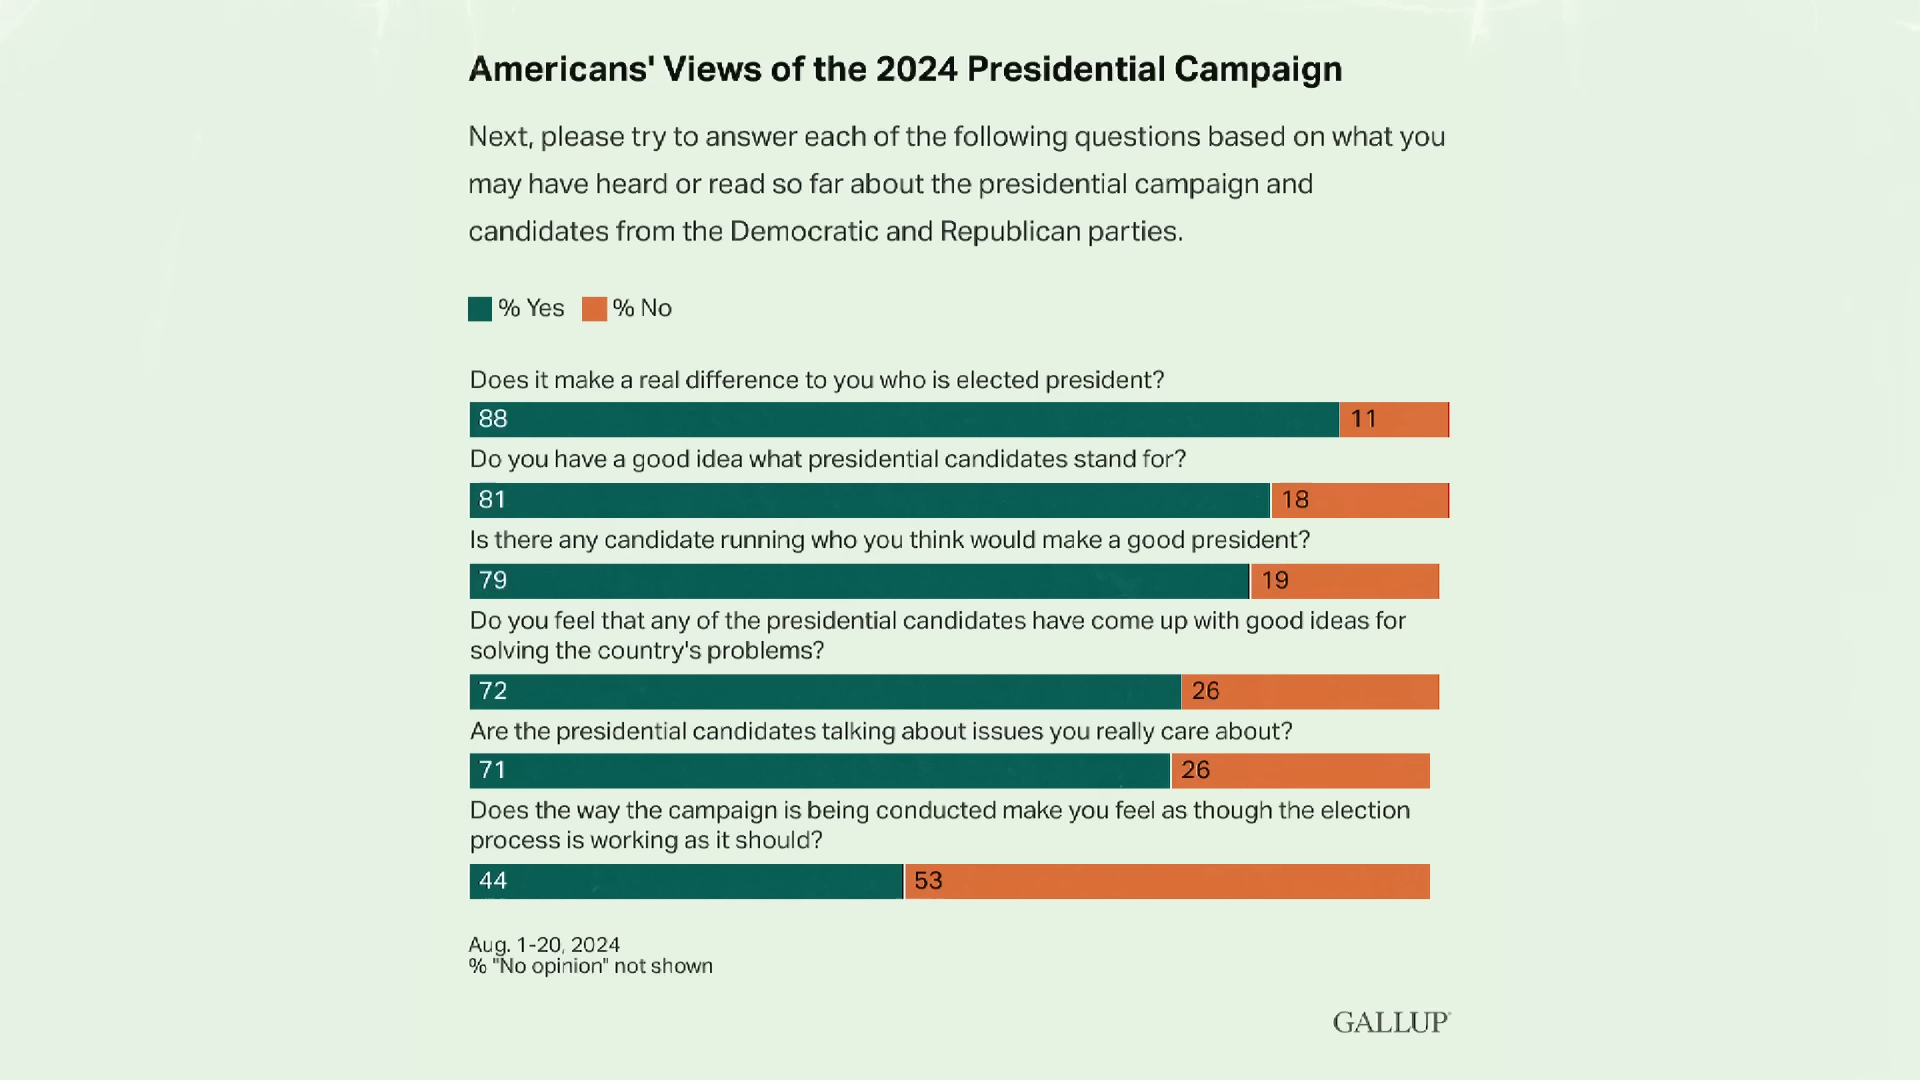 Americans' Views of the 2024 Presidential Campaign
Next, please try to answer each of the following questions based on what you
may have heard or read so far about the presidential campaign and
candidates from the Democratic and Republican parties.
% Yes % No
Does it make a real difference to you who is elected president?
88 11
Do you have a good idea what presidential candidates stand for?
81 18
Is there any candidate running who you think would make a good president?
79 19
Do you feel that any of the presidential candidates have come up with good ideas for
solving the country's problems?
72 26
Are the presidential candidates talking about issues you really care about?
71 26
Does the way the campaign is being conducted make you feel as though the election
process is working as it should?
44 53
Aug. 1-20, 2024
% "No opinion" not shown
GALLUP